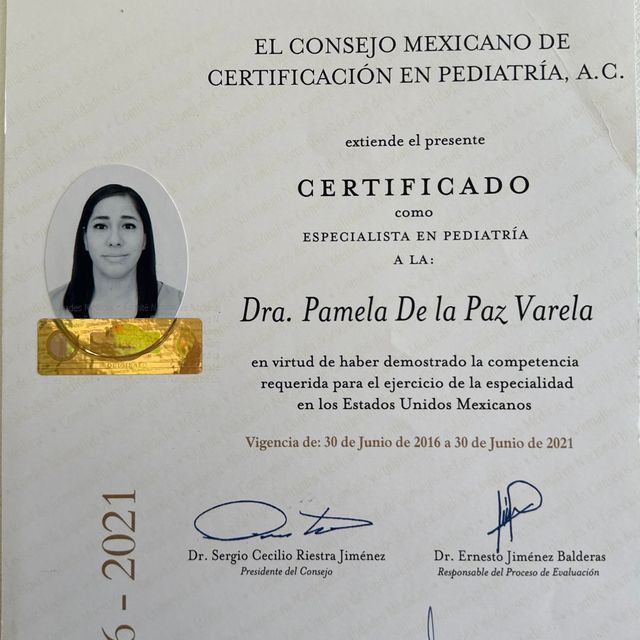 EL CONSEJO MEXICANO DE
CERTIFICACIÓN EN PEDIATRÍA, A.C.
extiende el presente
CERTIFICADO
como
ESPECIALISTA EN PEDIATRÍA
A LA:
Dra. Pamela De la Paz Varela
en virtud de haber demostrado la competencia
requerida para el ejercicio de la especialidad
en los Estados Unidos Mexicanos
Vigencia de: 30 de Junio de 2016 a 30 de Junio de 2021
Dr. Sergio Cecilio Riestra Jiménez
Presidente del Consejo
Dr. Ernesto Jiménez Balderas
Responsable del Proceso de Evaluación
6 - 2021